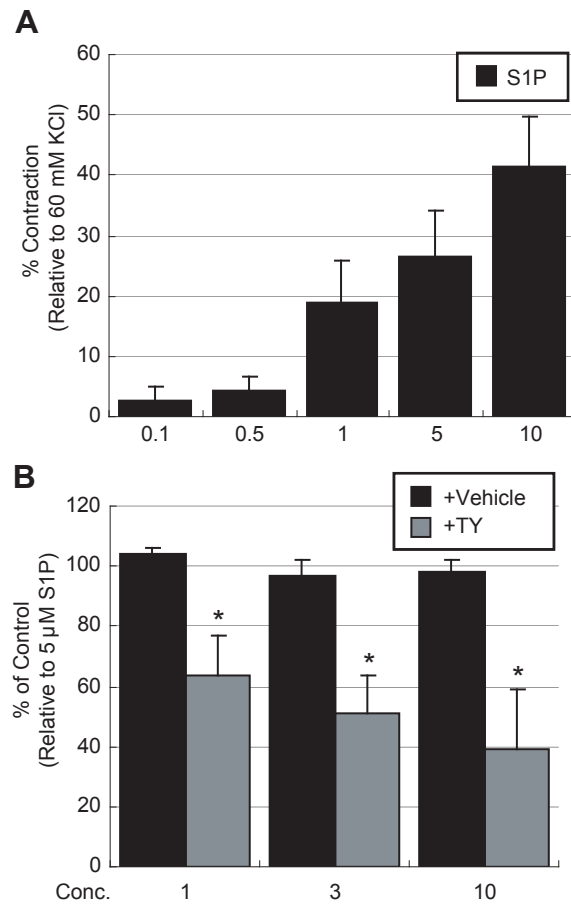 A
60
50
40
30
20
10
0
% Contraction
(Relative to 60 mM KCl)
S1P
0.1 0.5 1 5 10
B
120
100
80
60
40
20
0
% of Control
(Relative to 5 μM S1P)
+Vehicle
+TY
* * *
Conc. 1 3 10